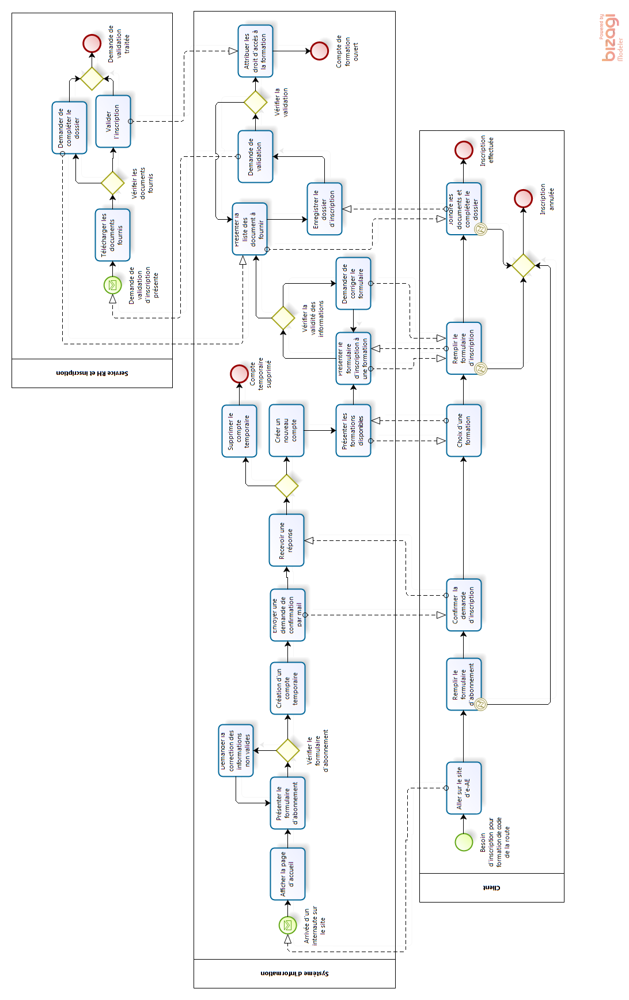 Service RH et inscription
Demande de
validation
d'inscription
présente
Télécharger les
documents
fournis
Vérifeir les
documents
fournis
Demander de
compléter le
dossier
Valider
l'inscription
Demande de
validation
traitée
Système d'information
Arrivée d'un
internaute sur
le site
Afficher la page
d'accueil
Présenter le
formulaire
d'abonnement
Demander la
correction des
informations
non valides
Vérifier le
formulaire
d'abonnement
Création d'un
compte
temporaire
Envoyer une
demande de
confirmation
par mail
Recevoir une
réponse
Supprimer le
compte
temporaire
Compte
temporaire
supprimé
Créer un
nouveau
compte
Présenter les
formations
disponibles
Présenter le
formulaire
d'inscription à
une formation
Vérifier la
validité des
informations
Demander de
corriger le
formulaire
Présenter la
liste des
document à
fournir
Enregistrer le
dossier
d'inscription
Demande de
validation
Vérifier la
validation
Attribuer les
droit d'accès à
la formation
Compte de
formation
ouvert
Client
Besoin
d'inscription pour
formation de code
de la route
Aller sur le site
d'e-AE
Remplir le
formulaire
d'abonnement
Confirmer la
demande
d'inscription
Choix d'une
formation
Remplir le
formulaire
d'inscription
Joindre les
documents et
compléter le
dossier
Inscription
effectuée
Inscription
annulée
Powered by
bizagi
Modeler